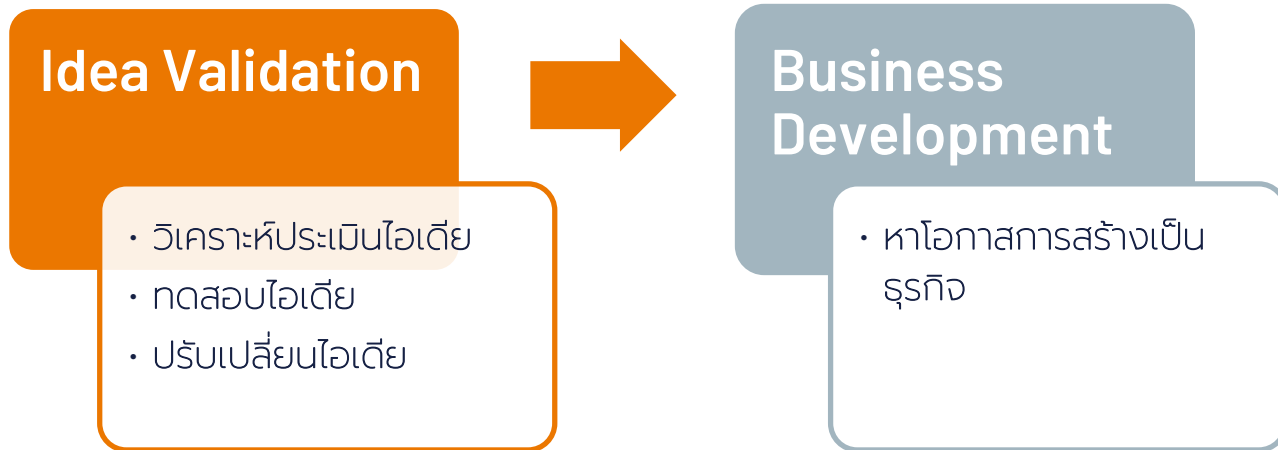 Idea Validation
• วิเคราะห์ประเมินไอเดีย
• ทดสอบไอเดีย
• ปรับเปลี่ยนไอเดีย
Business
Development
• หาโอกาสการสร้างเป็น
ธุรกิจ